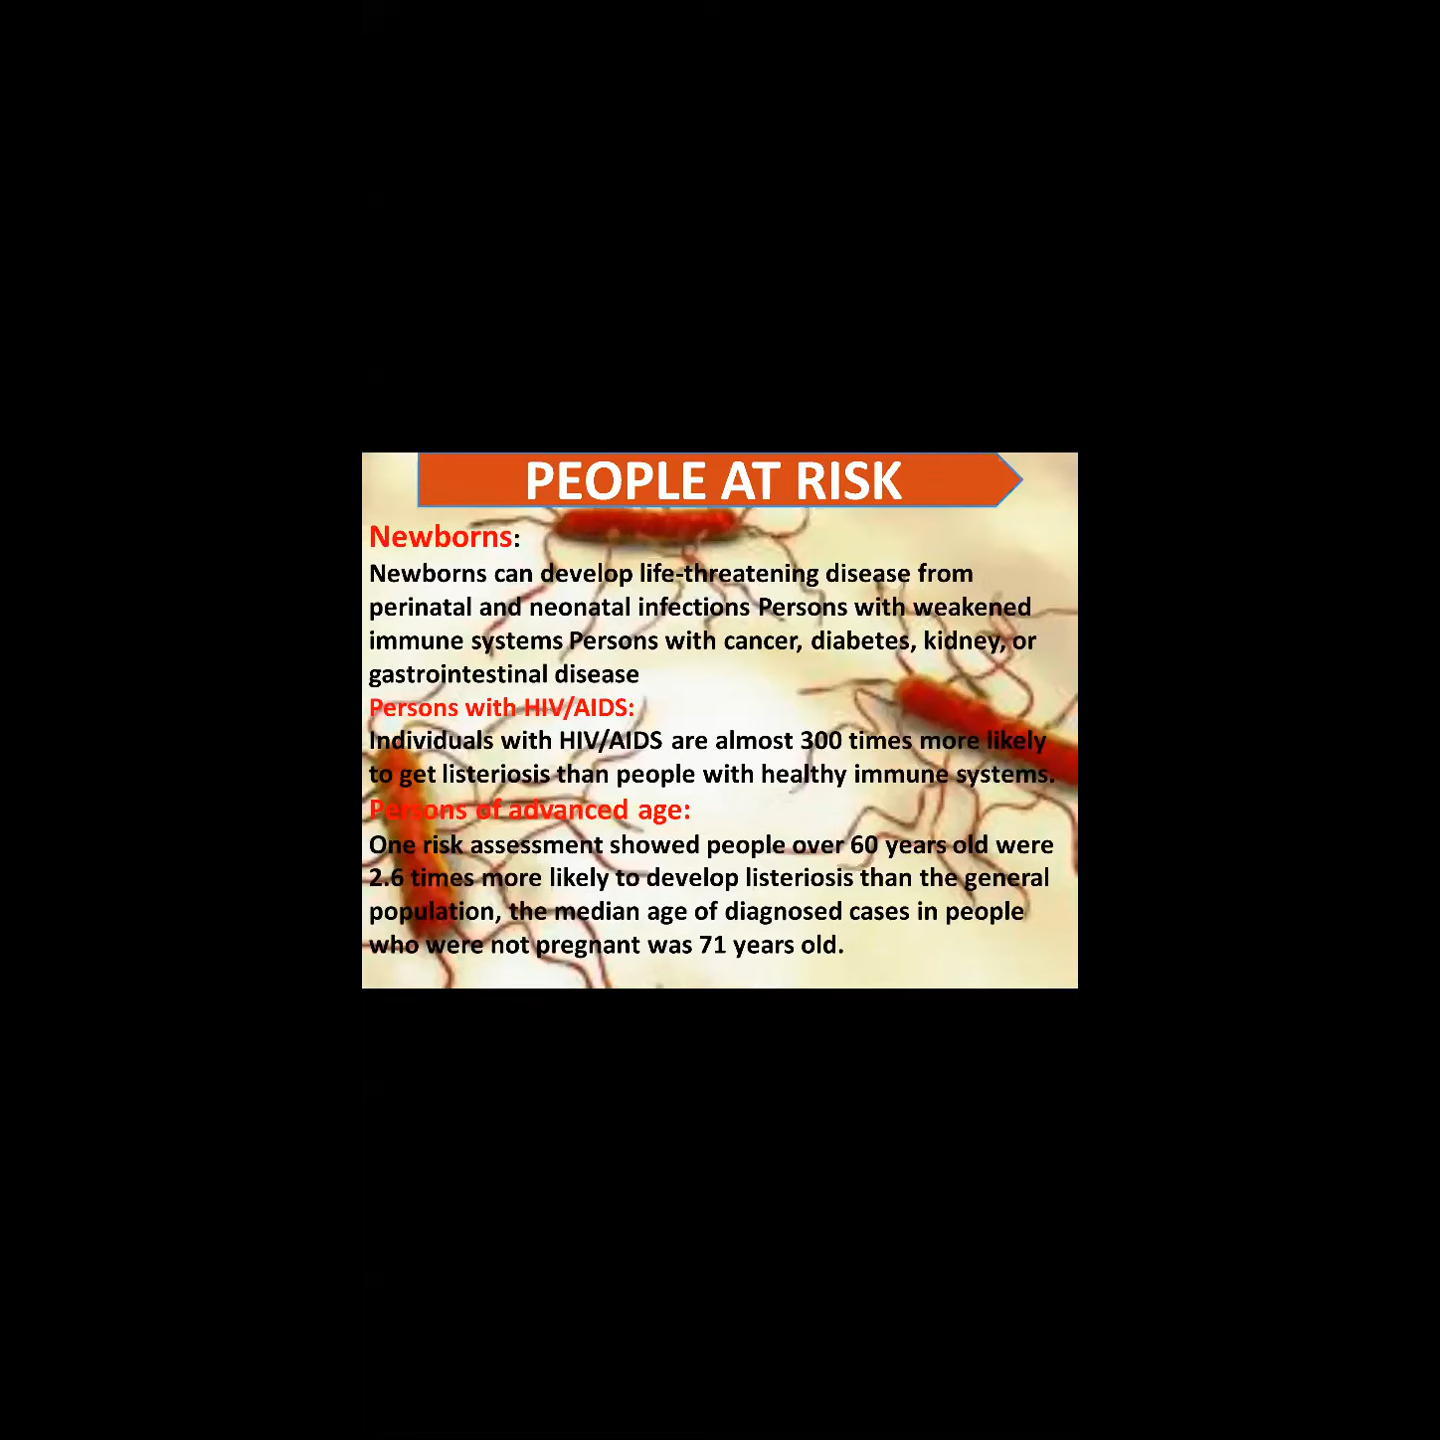 PEOPLE AT RISK
Newborns:
Newborns can develop life-threatening disease from
perinatal and neonatal infections Persons with weakened
immune systems Persons with cancer, diabetes, kidney, or
gastrointestinal disease
Persons with HIV/AIDS:
Individuals with HIV/AIDS are almost 300 times more likely
to get listeriosis than people with healthy immune systems.
Persons of advanced age:
One risk assessment showed people over 60 years old were
2.6 times more likely to develop listeriosis than the general
population, the median age of diagnosed cases in people
who were not pregnant was 71 years old.